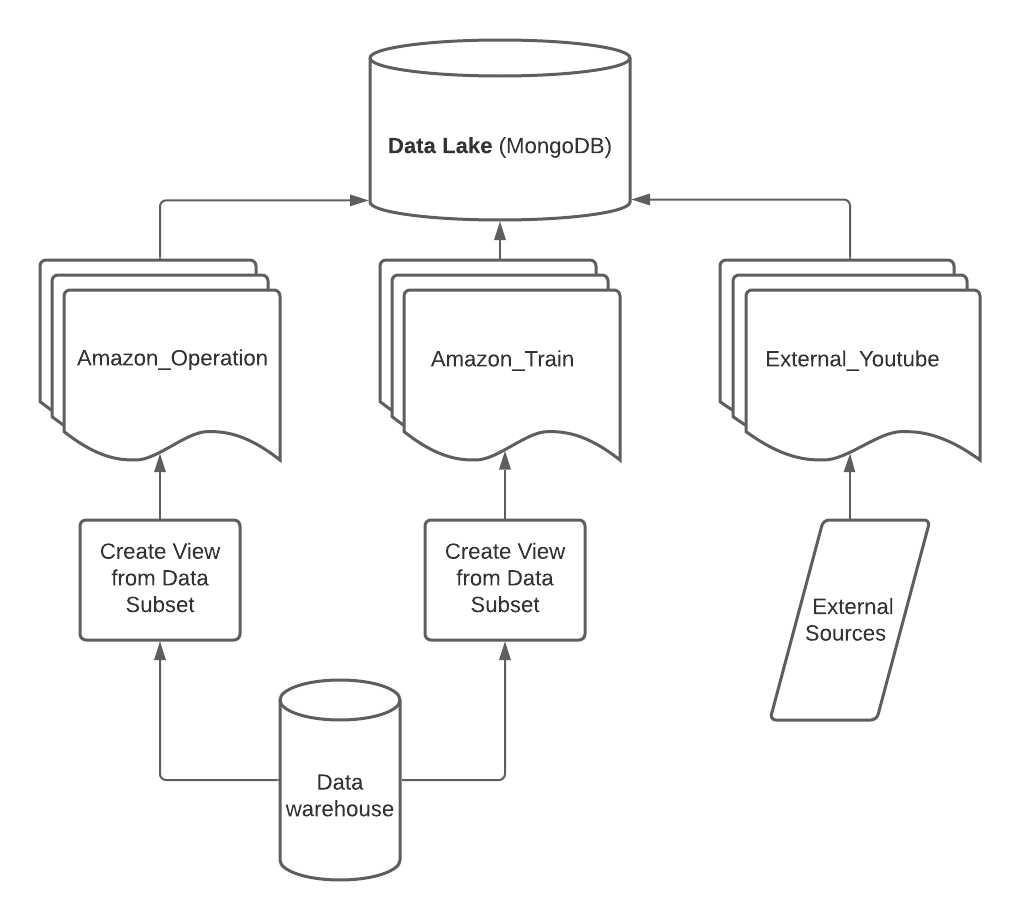 Data Lake (MongoDB)
Amazon_Operation
Amazon_Train
External_Youtube
Create View
from Data
Subset
Create View
from Data
Subset
External
Sources
Data
warehouse